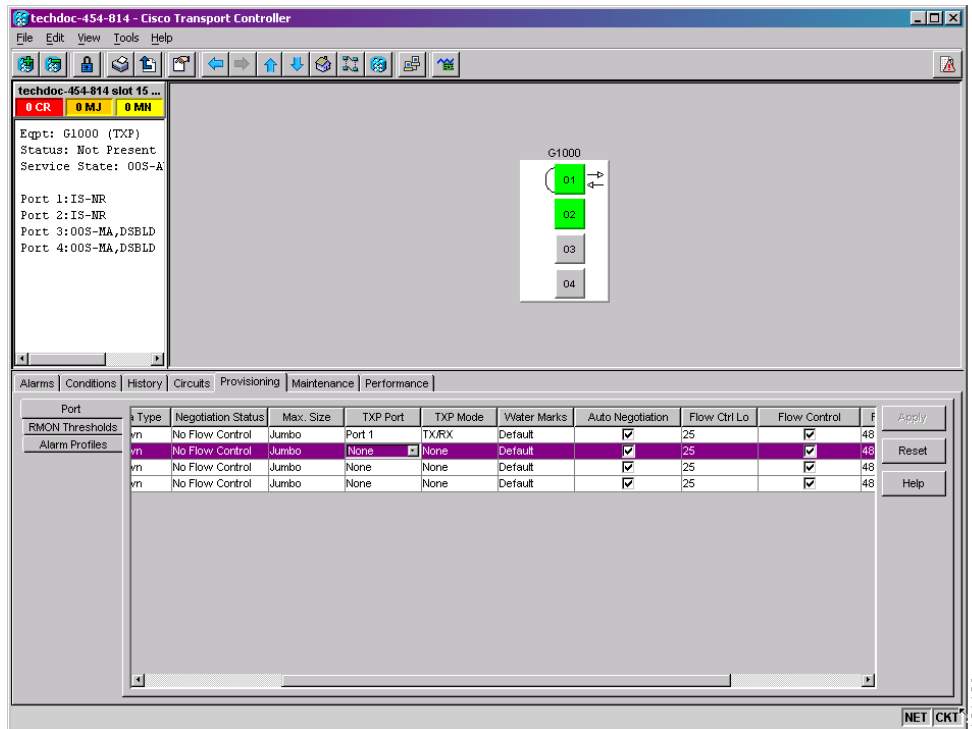 techdoc-454-814 - Cisco Transport Controller
File Edit View Tools Help
techdoc-454-814 slot 15 ...
0 CR 0 MJ 0 MN
Eqpt: G1000 (TXP)
Status: Not Present
Service State: OOS-A
Port 1:IS-NR
Port 2:IS-NR
Port 3:OOS-MA,DSBLD
Port 4:OOS-MA,DSBLD
G1000
01
02
03
04
Alarms Conditions History Circuits Provisioning Maintenance Performance
Port
RMON Thresholds
Alarm Profiles
Type Negotiation Status Max. Size TXP Port TXP Mode Water Marks Auto Negotiation Flow Ctrl Lo Flow Control F
vn No Flow Control Jumbo Port 1 TX/RX Default 25 48
vn No Flow Control Jumbo None None Default 25 48
vn No Flow Control Jumbo None None Default 25 48
vn No Flow Control Jumbo None None Default 25 48
Apply
Reset
Help
NET CKT